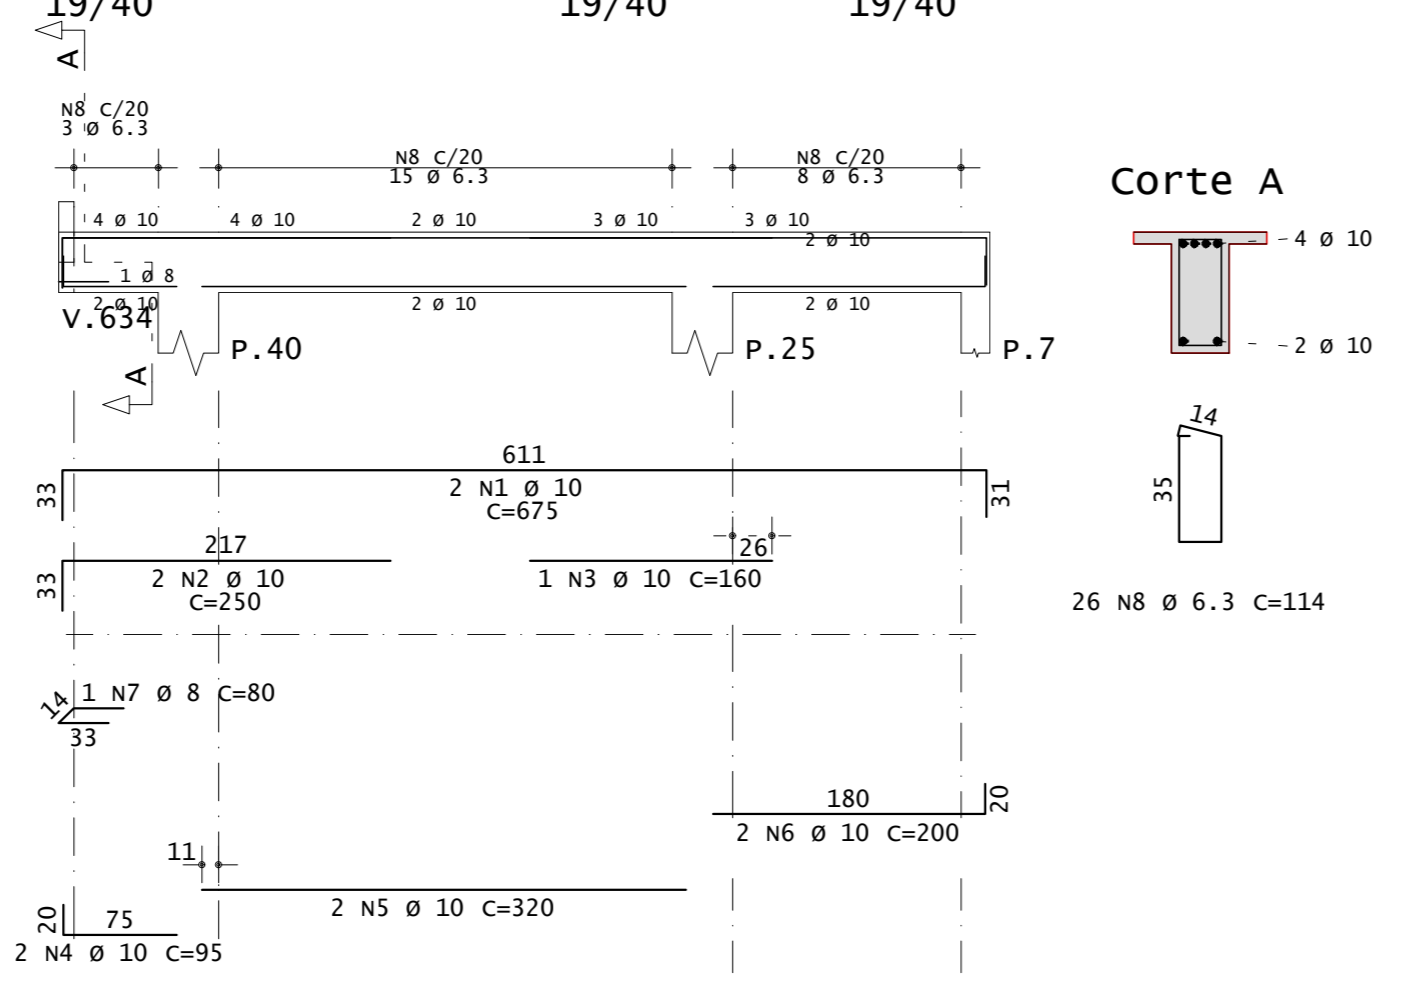 19/40 19/40 19/40
A
N8 C/20
3 Ø 6.3
N8 C/20
15 Ø 6.3
N8 C/20
8 Ø 6.3
Corte A
4 Ø 10 4 Ø 10 2 Ø 10 3 Ø 10 3 Ø 10
2 Ø 10
4 Ø 10
1 Ø 8
2 Ø 10 2 Ø 10 2 Ø 10
V.634
P.40 P.25 P.7
2 Ø 10
A
14
35
26 N8 Ø 6.3 C=114
611
33
2 N1 Ø 10
C=675
31
217
33
2 N2 Ø 10
C=250
26
1 N3 Ø 10 C=160
14
1 N7 Ø 8 C=80
33
180
20
2 N6 Ø 10 C=200
11
2 N5 Ø 10 C=320
20
75
2 N4 Ø 10 C=95